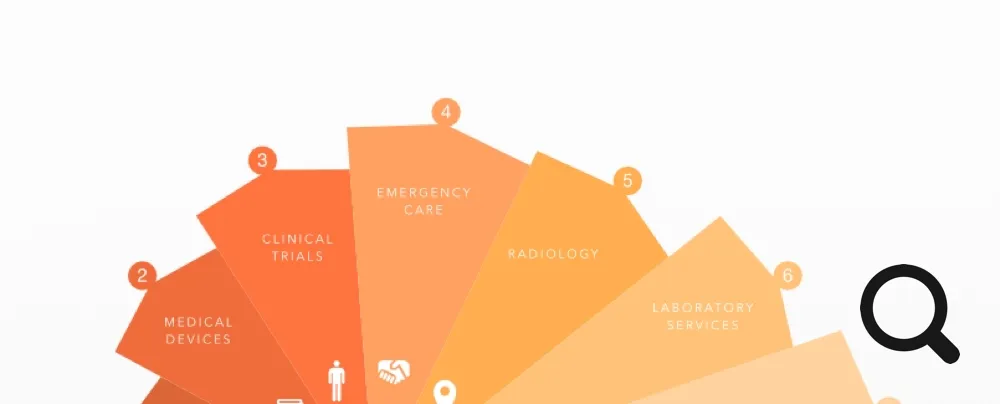 4
3
EMERGENCY
CARE
5
CLINICAL
TRIALS
RADIOLOGY
2
6
MEDICAL
DEVICES
LABORATORY
SERVICES